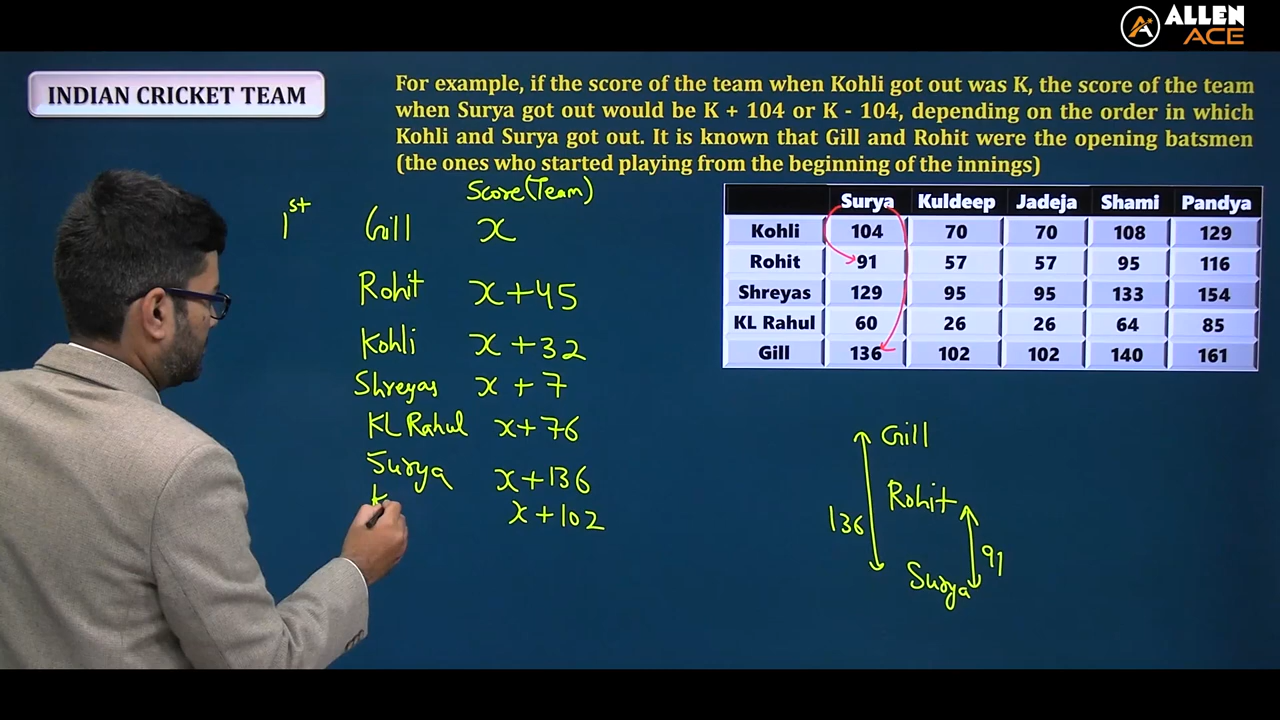 ALLEN
ACE
INDIAN CRICKET TEAM
For example, if the score of the team when Kohli got out was K, the score of the team
when Surya got out would be K + 104 or K - 104, depending on the order in which
Kohli and Surya got out. It is known that Gill and Rohit were the opening batsmen
(the ones who started playing from the beginning of the innings)
Score(Team)
1st Gill x
Rohit x+45
Kohli x+32
Shreyas x+7
KL Rahul x+76
Surya x+136
K x+102
Surya Kuldeep Jadeja Shami Pandya
Kohli 104 70 70 108 129
Rohit 91 57 57 95 116
Shreyas 129 95 95 133 154
KL Rahul 60 26 26 64 85
Gill 136 102 102 140 161
Gill
Rohit
136
91
Surya